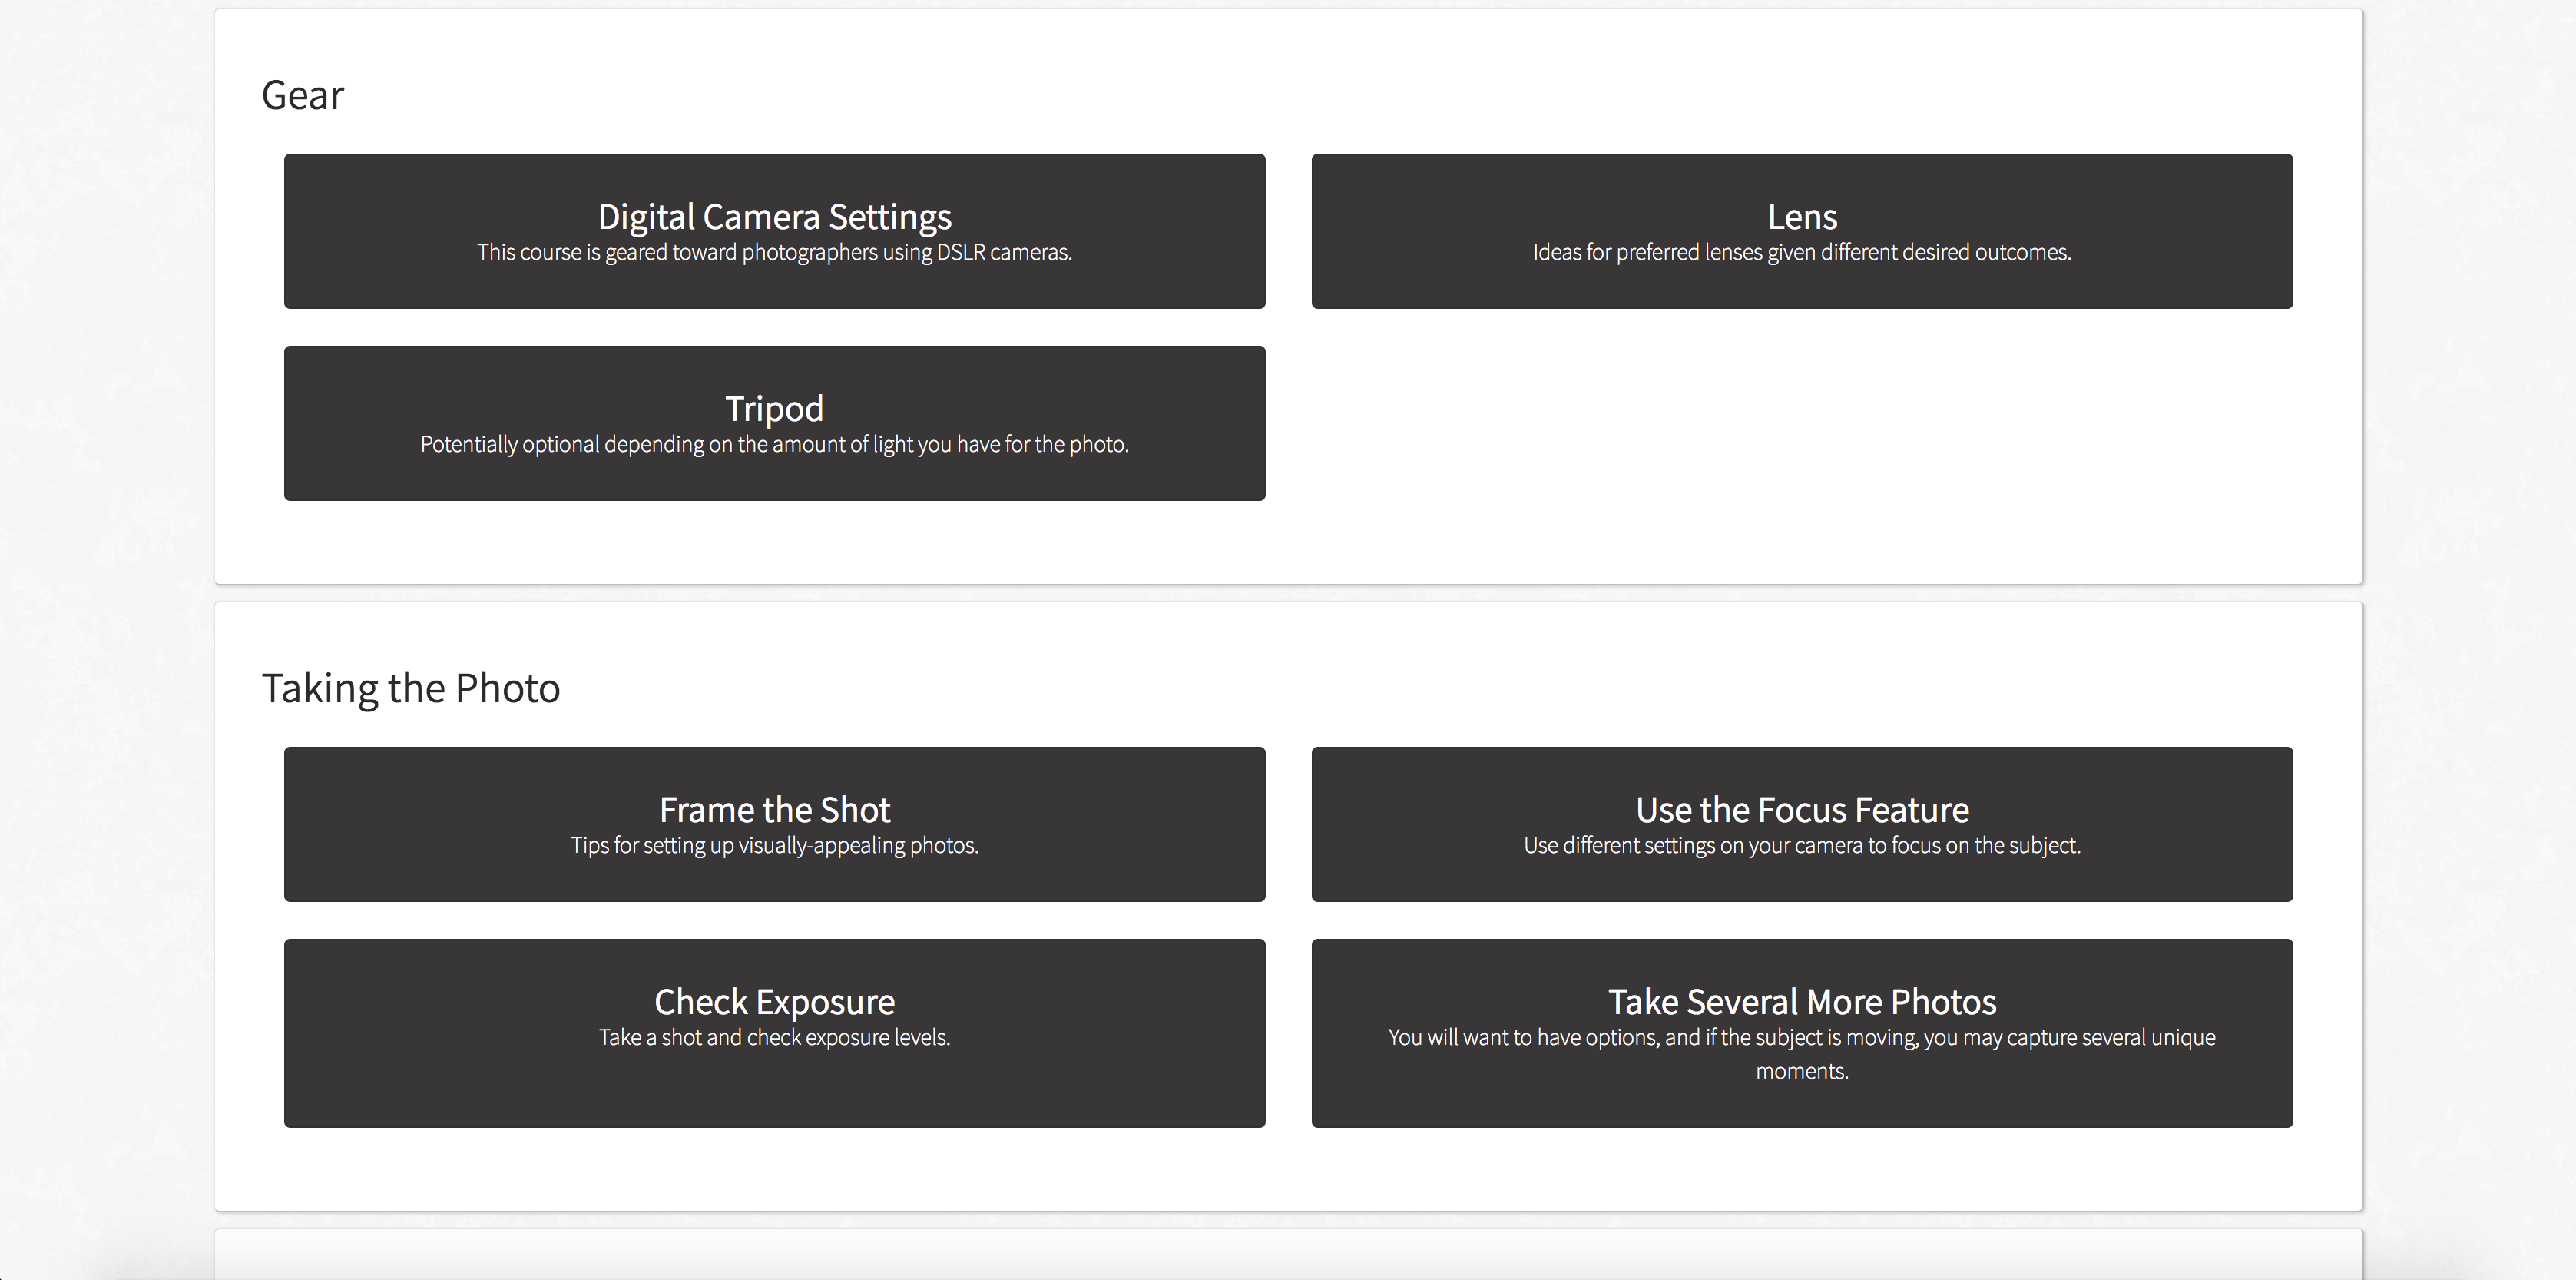 Gear
Digital Camera Settings
This course is geared toward photographers using DSLR cameras.
Lens
Ideas for preferred lenses given different desired outcomes.
Tripod
Potentially optional depending on the amount of light you have for the photo.
Taking the Photo
Frame the Shot
Tips for setting up visually-appealing photos.
Use the Focus Feature
Use different settings on your camera to focus on the subject.
Check Exposure
Take a shot and check exposure levels.
Take Several More Photos
You will want to have options, and if the subject is moving, you may capture several unique
moments.